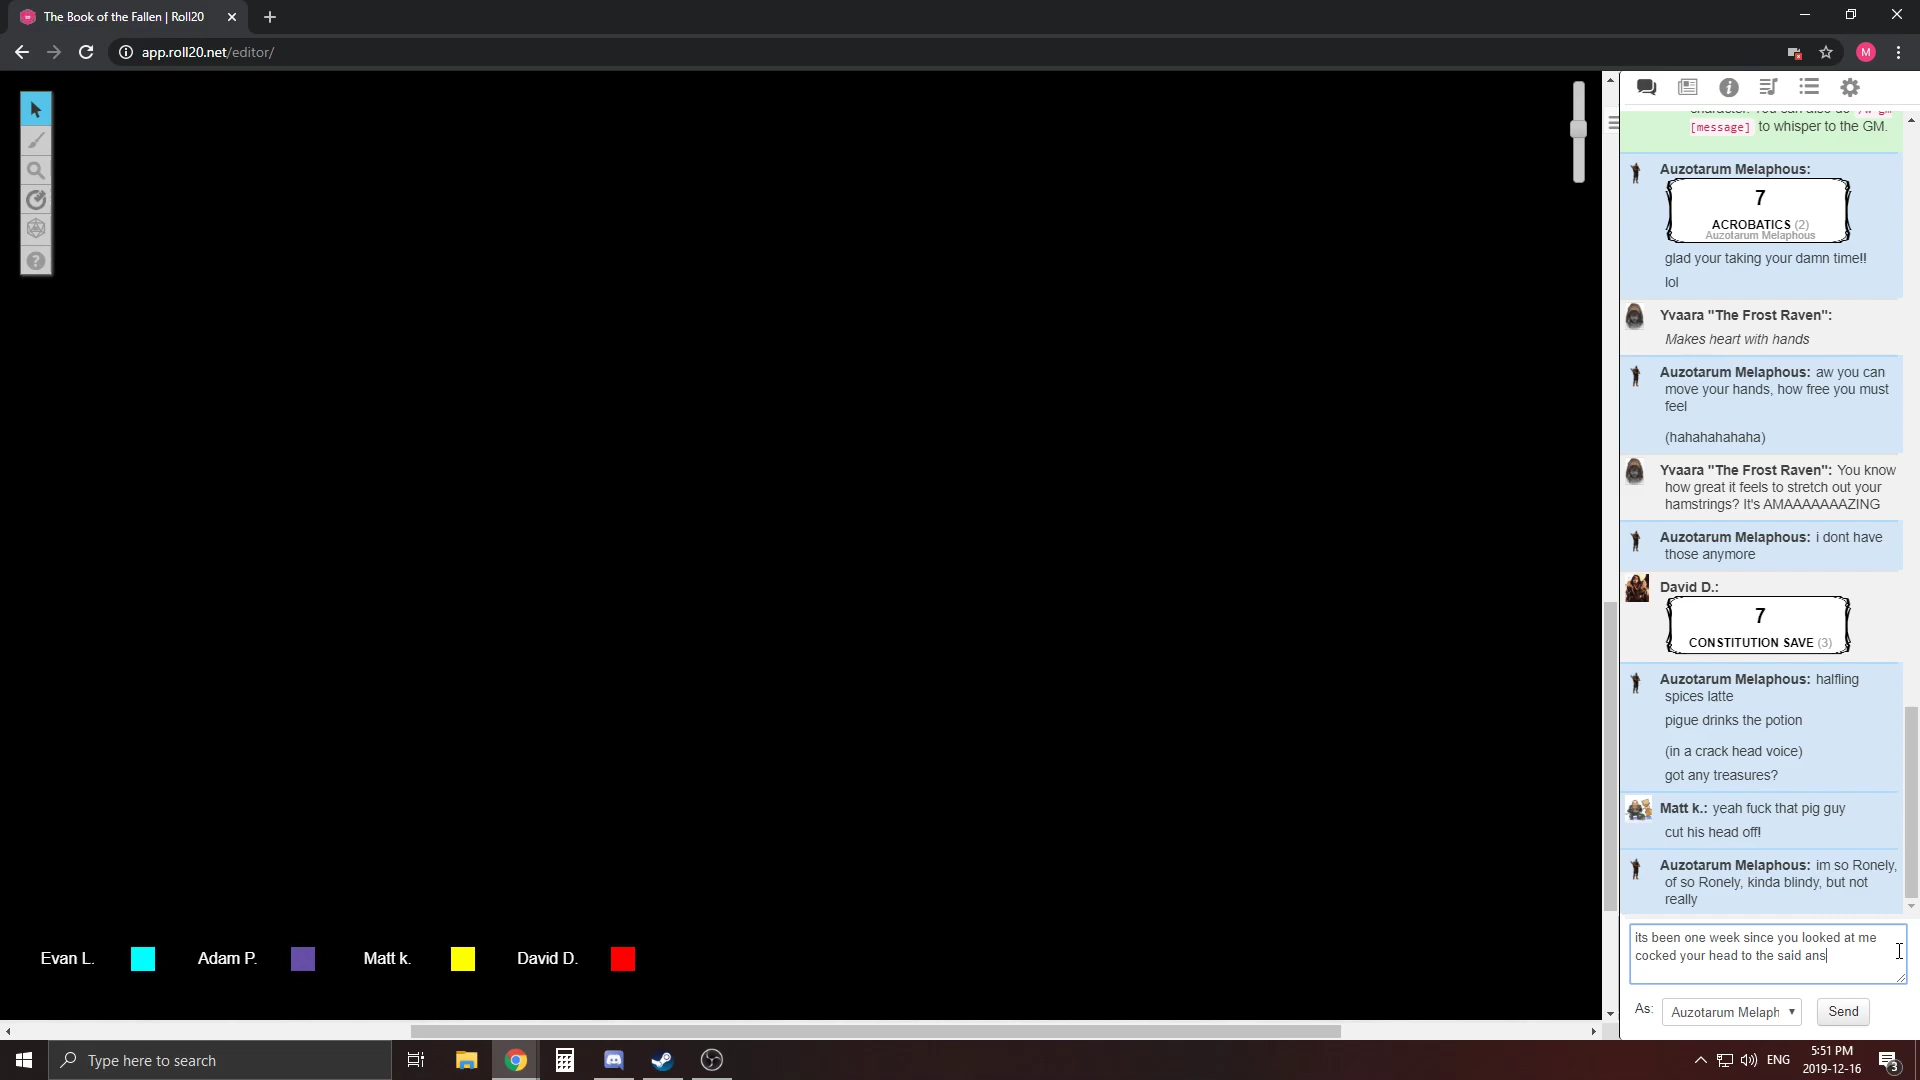 The Book of the Fallen | Roll20
app.roll20.net/editor/
M
[message] to whisper to the GM.
Auzotarum Melaphous:
7
ACROBATICS (2)
Auzotarum Melaphous
glad your taking your damn time!!
lol
Yvaara "The Frost Raven":
Makes heart with hands
Auzotarum Melaphous: aw you can
move your hands, how free you must
feel
(hahahahahaha)
Yvaara "The Frost Raven": You know
how great it feels to stretch out your
hamstrings? It's AMAAAAAAAZING
Auzotarum Melaphous: i dont have
those anymore
David D.:
7
CONSTITUTION SAVE (3)
Auzotarum Melaphous: halfling
spices latte
pigue drinks the potion
(in a crack head voice)
got any treasures?
Matt k.: yeah fuck that pig guy
cut his head off!
Auzotarum Melaphous: im so Ronely,
of so Ronely, kinda blindy, but not
really
its been one week since you looked at me
cocked your head to the said ans
As: Auzotarum Melaph Send
Evan L. Adam P. Matt k. David D.
Type here to search
ENG
5:51 PM
2019-12-16
3